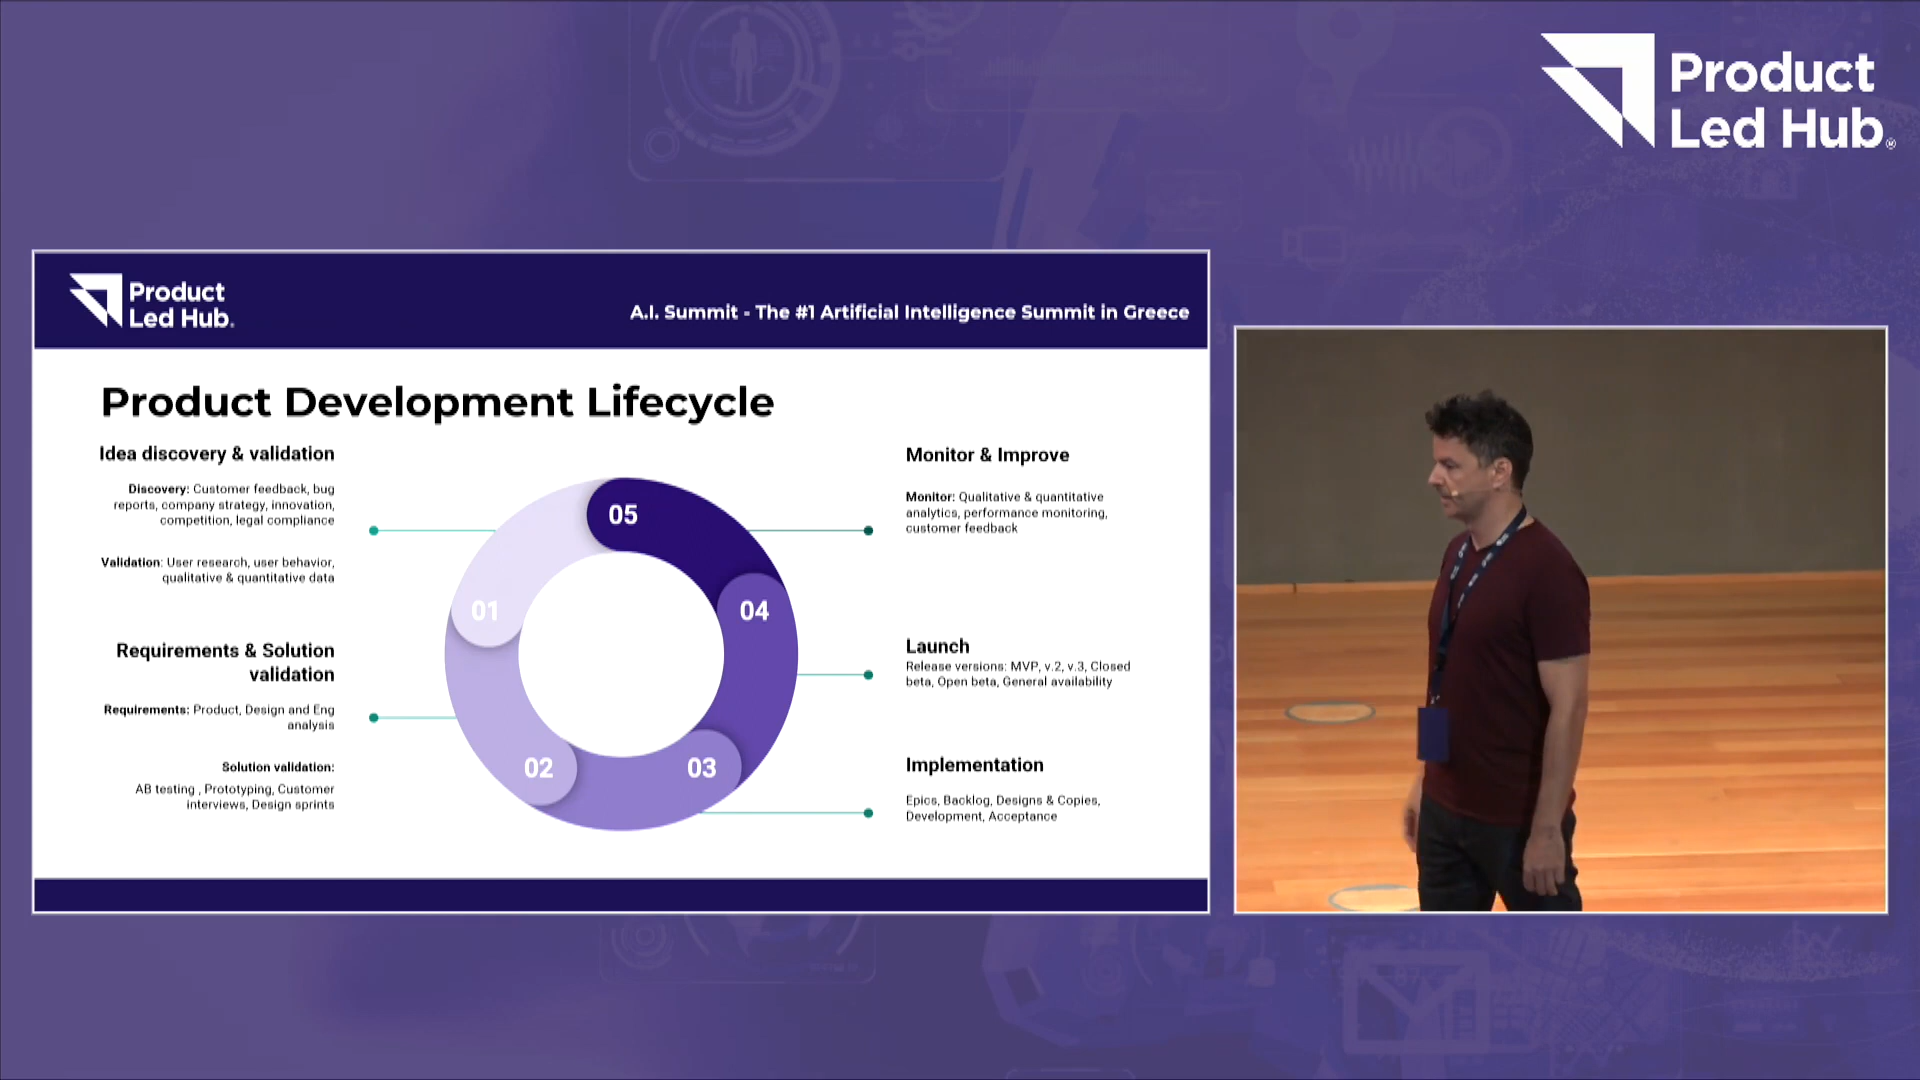 Product
Led Hub
Product
Led Hub.
A.I. Summit - The #1 Artificial Intelligence Summit in Greece
Product Development Lifecycle
Idea discovery & validation
Discovery: Customer feedback, bug
reports, company strategy, innovation,
competition, legal compliance
Validation: User research, user behavior,
qualitative & quantitative data
Requirements & Solution
validation
Requirements: Product, Design and Eng
analysis
Solution validation:
AB testing , Prototyping, Customer
interviews, Design sprints
05
01
04
02
03
Monitor & Improve
Monitor: Qualitative & quantitative
analytics, performance monitoring,
customer feedback
Launch
Release versions: MVP, v.2, v.3, Closed
beta, Open beta, General availability
Implementation
Epics, Backlog, Designs & Copies,
Development, Acceptance